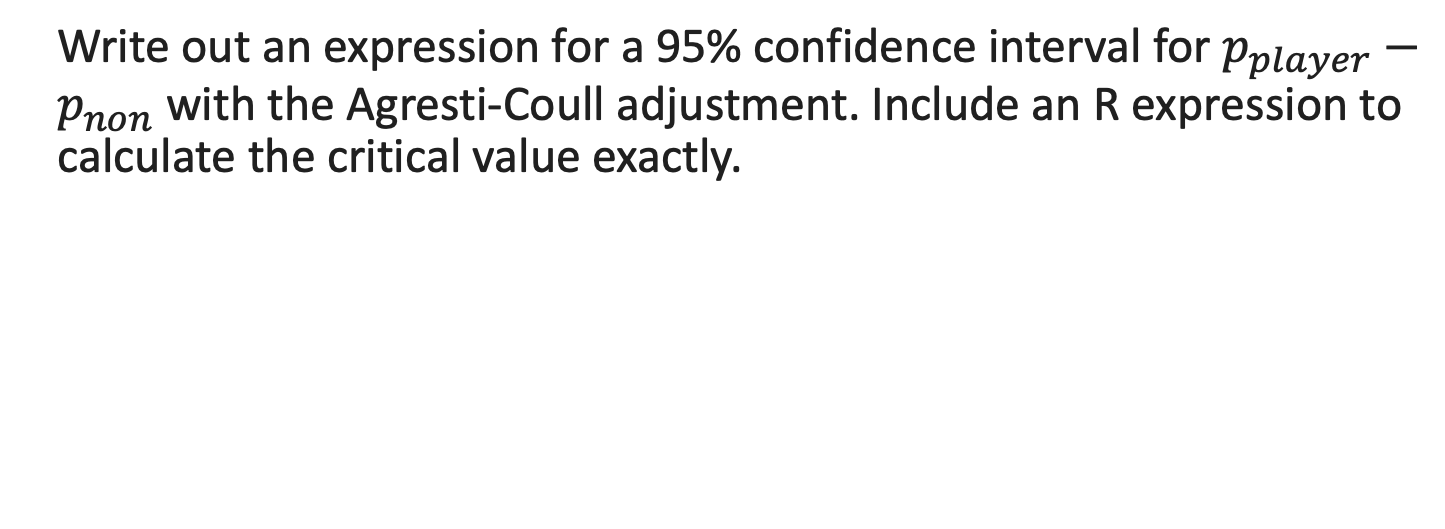 Write out an expression for a 95% confidence interval for p_player −
p_non with the Agresti-Coull adjustment. Include an R expression to
calculate the critical value exactly.